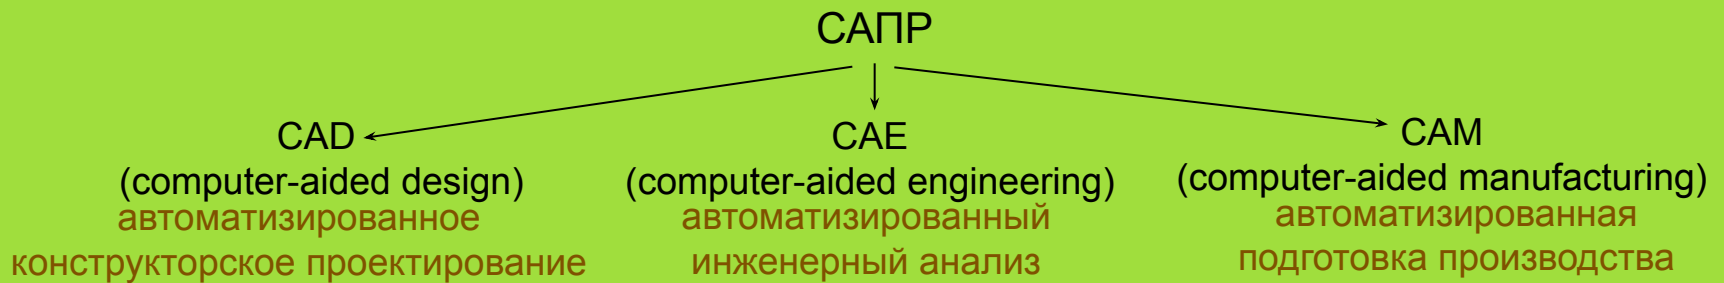 САПР
CAD
(computer-aided design)
автоматизированное
конструкторское проектирование
CAE
(computer-aided engineering)
автоматизированный
инженерный анализ
CAM
(computer-aided manufacturing)
автоматизированная
подготовка производства